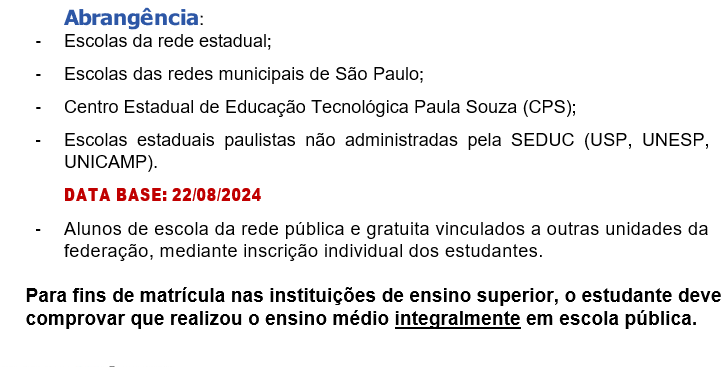 Abrangência:
- Escolas da rede estadual;
- Escolas das redes municipais de São Paulo;
- Centro Estadual de Educação Tecnológica Paula Souza (CPS);
- Escolas estaduais paulistas não administradas pela SEDUC (USP, UNESP,
UNICAMP).
DATA BASE: 22/08/2024
- Alunos de escola da rede pública e gratuita vinculados a outras unidades da
federação, mediante inscrição individual dos estudantes.
Para fins de matrícula nas instituições de ensino superior, o estudante deve
comprovar que realizou o ensino médio integralmente em escola pública.